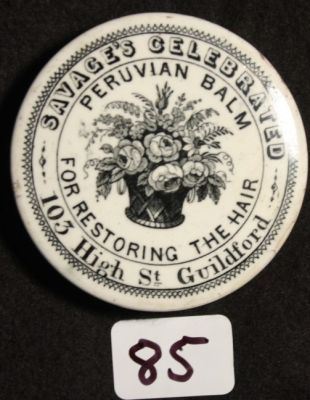 SAVAGE'S CELEBRATED
PERUVIAN BALM
FOR RESTORING THE HAIR
103 High St Guildford
85